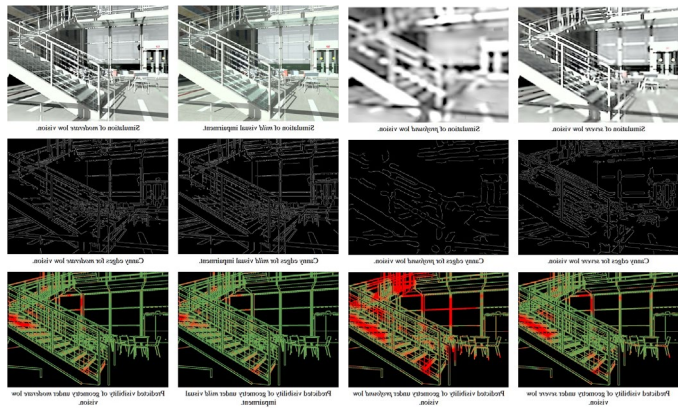 Simulation of severe low vision.
Simulation of profound low vision.
Simulation of mild visual impairment.
Simulation of moderate low vision.
Canny edges for severe low vision.
Canny edges for profound low vision.
Canny edges for mild visual impairment.
Canny edges for moderate low vision.
Predicted visibility of geometry under severe low
vision.
Predicted visibility of geometry under profound low
vision.
Predicted visibility of geometry under mild visual
impairment.
Predicted visibility of geometry under moderate low
vision.